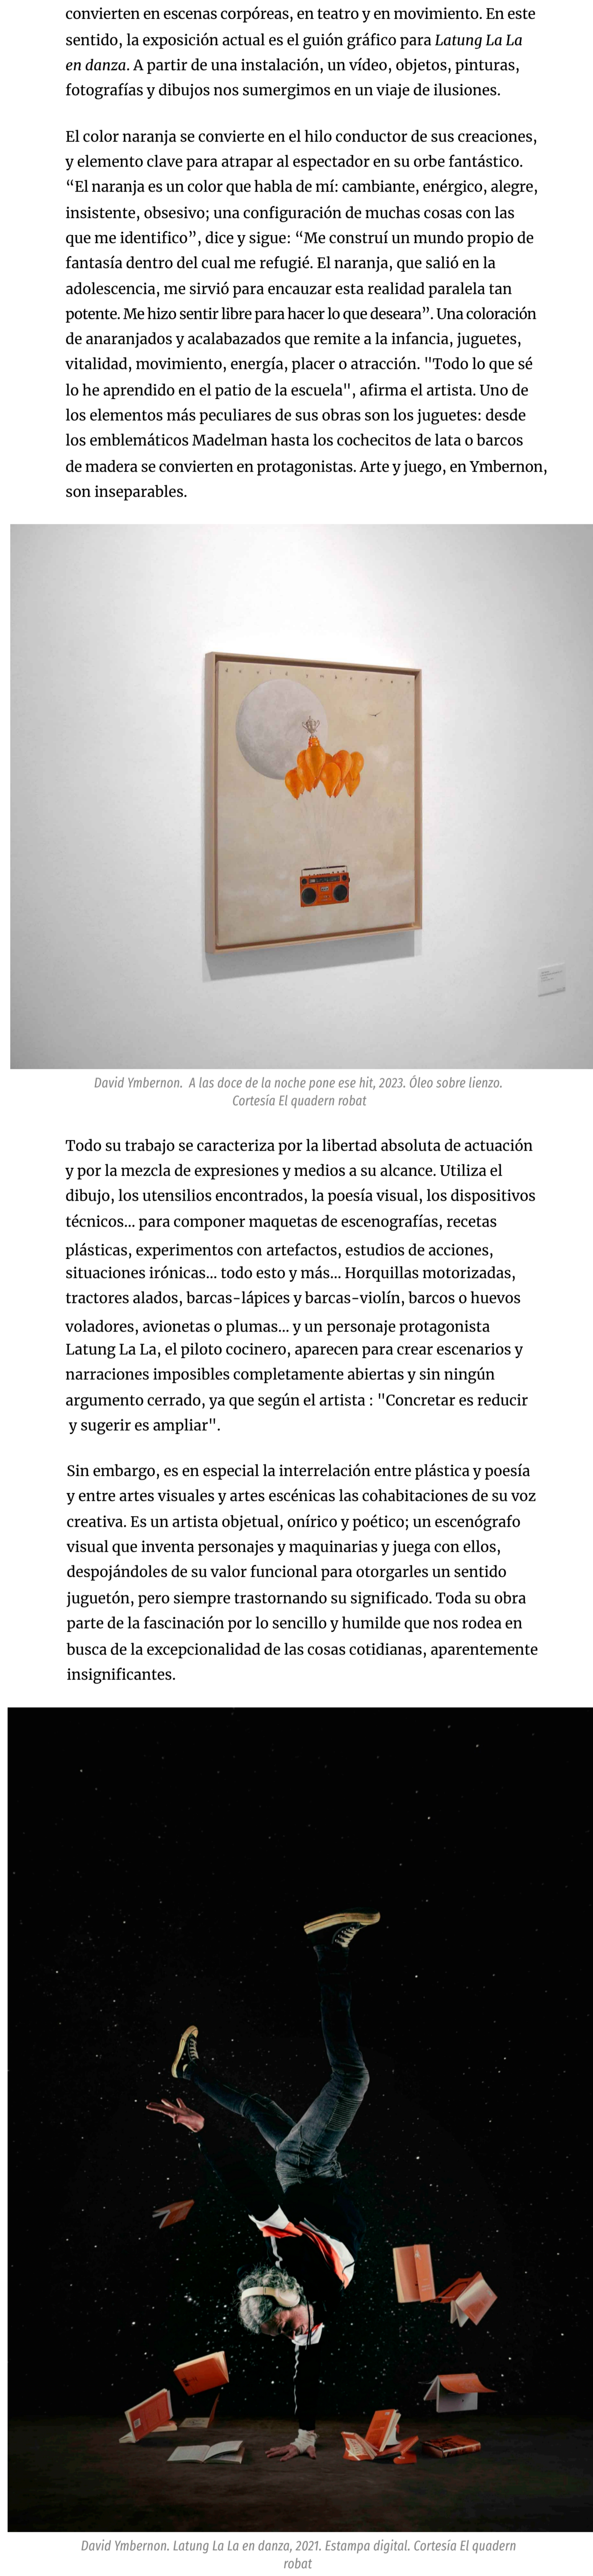 convierten en escenas corpóreas, en teatro y en movimiento. En este
sentido, la exposición actual es el guión gráfico para Latung La La
en danza. A partir de una instalación, un vídeo, objetos, pinturas,
fotografías y dibujos nos sumergimos en un viaje de ilusiones.
El color naranja se convierte en el hilo conductor de sus creaciones,
y elemento clave para atrapar al espectador en su orbe fantástico.
“El naranja es un color que habla de mí: cambiante, enérgico, alegre,
insistente, obsesivo; una configuración de muchas cosas con las
que me identifico”, dice y sigue: “Me construí un mundo propio de
fantasía dentro del cual me refugié. El naranja, que salió en la
adolescencia, me sirvió para encauzar esta realidad paralela tan
potente. Me hizo sentir libre para hacer lo que deseara”. Una coloración
de anaranjados y acalabazados que remite a la infancia, juguetes,
vitalidad, movimiento, energía, placer o atracción. "Todo lo que sé
lo he aprendido en el patio de la escuela", afirma el artista. Uno de
los elementos más peculiares de sus obras son los juguetes: desde
los emblemáticos Madelman hasta los cochecitos de lata o barcos
de madera se convierten en protagonistas. Arte y juego, en Ymbernon,
son inseparables.
david ymbernon
David Ymbernon. A las doce de la noche pone ese hit, 2023. Óleo sobre lienzo.
Cortesía El quadern robat
Todo su trabajo se caracteriza por la libertad absoluta de actuación
y por la mezcla de expresiones y medios a su alcance. Utiliza el
dibujo, los utensilios encontrados, la poesía visual, los dispositivos
técnicos... para componer maquetas de escenografías, recetas
plásticas, experimentos con artefactos, estudios de acciones,
situaciones irónicas... todo esto y más... Horquillas motorizadas,
tractores alados, barcas-lápices y barcas-violín, barcos o huevos
voladores, avionetas o plumas... y un personaje protagonista
Latung La La, el piloto cocinero, aparecen para crear escenarios y
narraciones imposibles completamente abiertas y sin ningún
argumento cerrado, ya que según el artista : "Concretar es reducir
y sugerir es ampliar".
Sin embargo, es en especial la interrelación entre plástica y poesía
y entre artes visuales y artes escénicas las cohabitaciones de su voz
creativa. Es un artista objetual, onírico y poético; un escenógrafo
visual que inventa personajes y maquinarias y juega con ellos,
despojándoles de su valor funcional para otorgarles un sentido
juguetón, pero siempre trastornando su significado. Toda su obra
parte de la fascinación por lo sencillo y humilde que nos rodea en
busca de la excepcionalidad de las cosas cotidianas, aparentemente
insignificantes.
David Ymbernon. Latung La La en danza, 2021. Estampa digital. Cortesía El quadern
robat